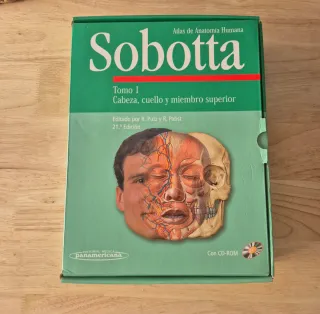 Atlas de Anatomía Humana
Sobotta
Tomo 1
Cabeza, cuello y miembro superior
Editado por R. Putz y R. Pabst
21.ª Edición
Con CD-ROM
panamericana